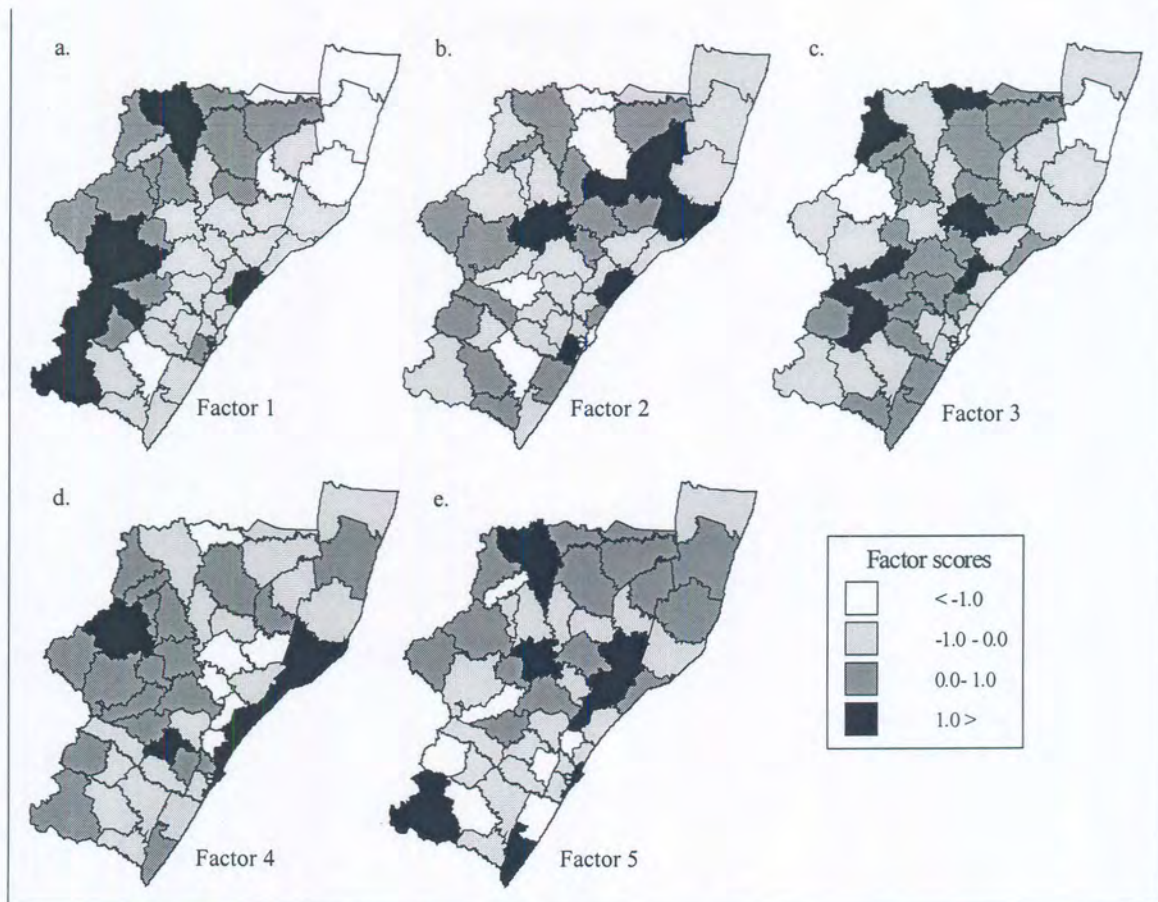 a.
b.
c.
Factor 1
Factor 2
Factor 3
d.
e.
Factor 4
Factor 5
Factor scores
< -1.0
-1.0 - 0.0
0.0- 1.0
1.0 >